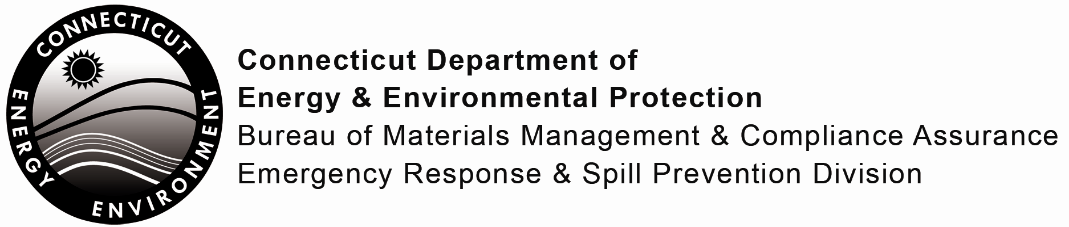 CONNECTICUT
ENERGY
ENVIRONMENT
Connecticut Department of
Energy & Environmental Protection
Bureau of Materials Management & Compliance Assurance
Emergency Response & Spill Prevention Division